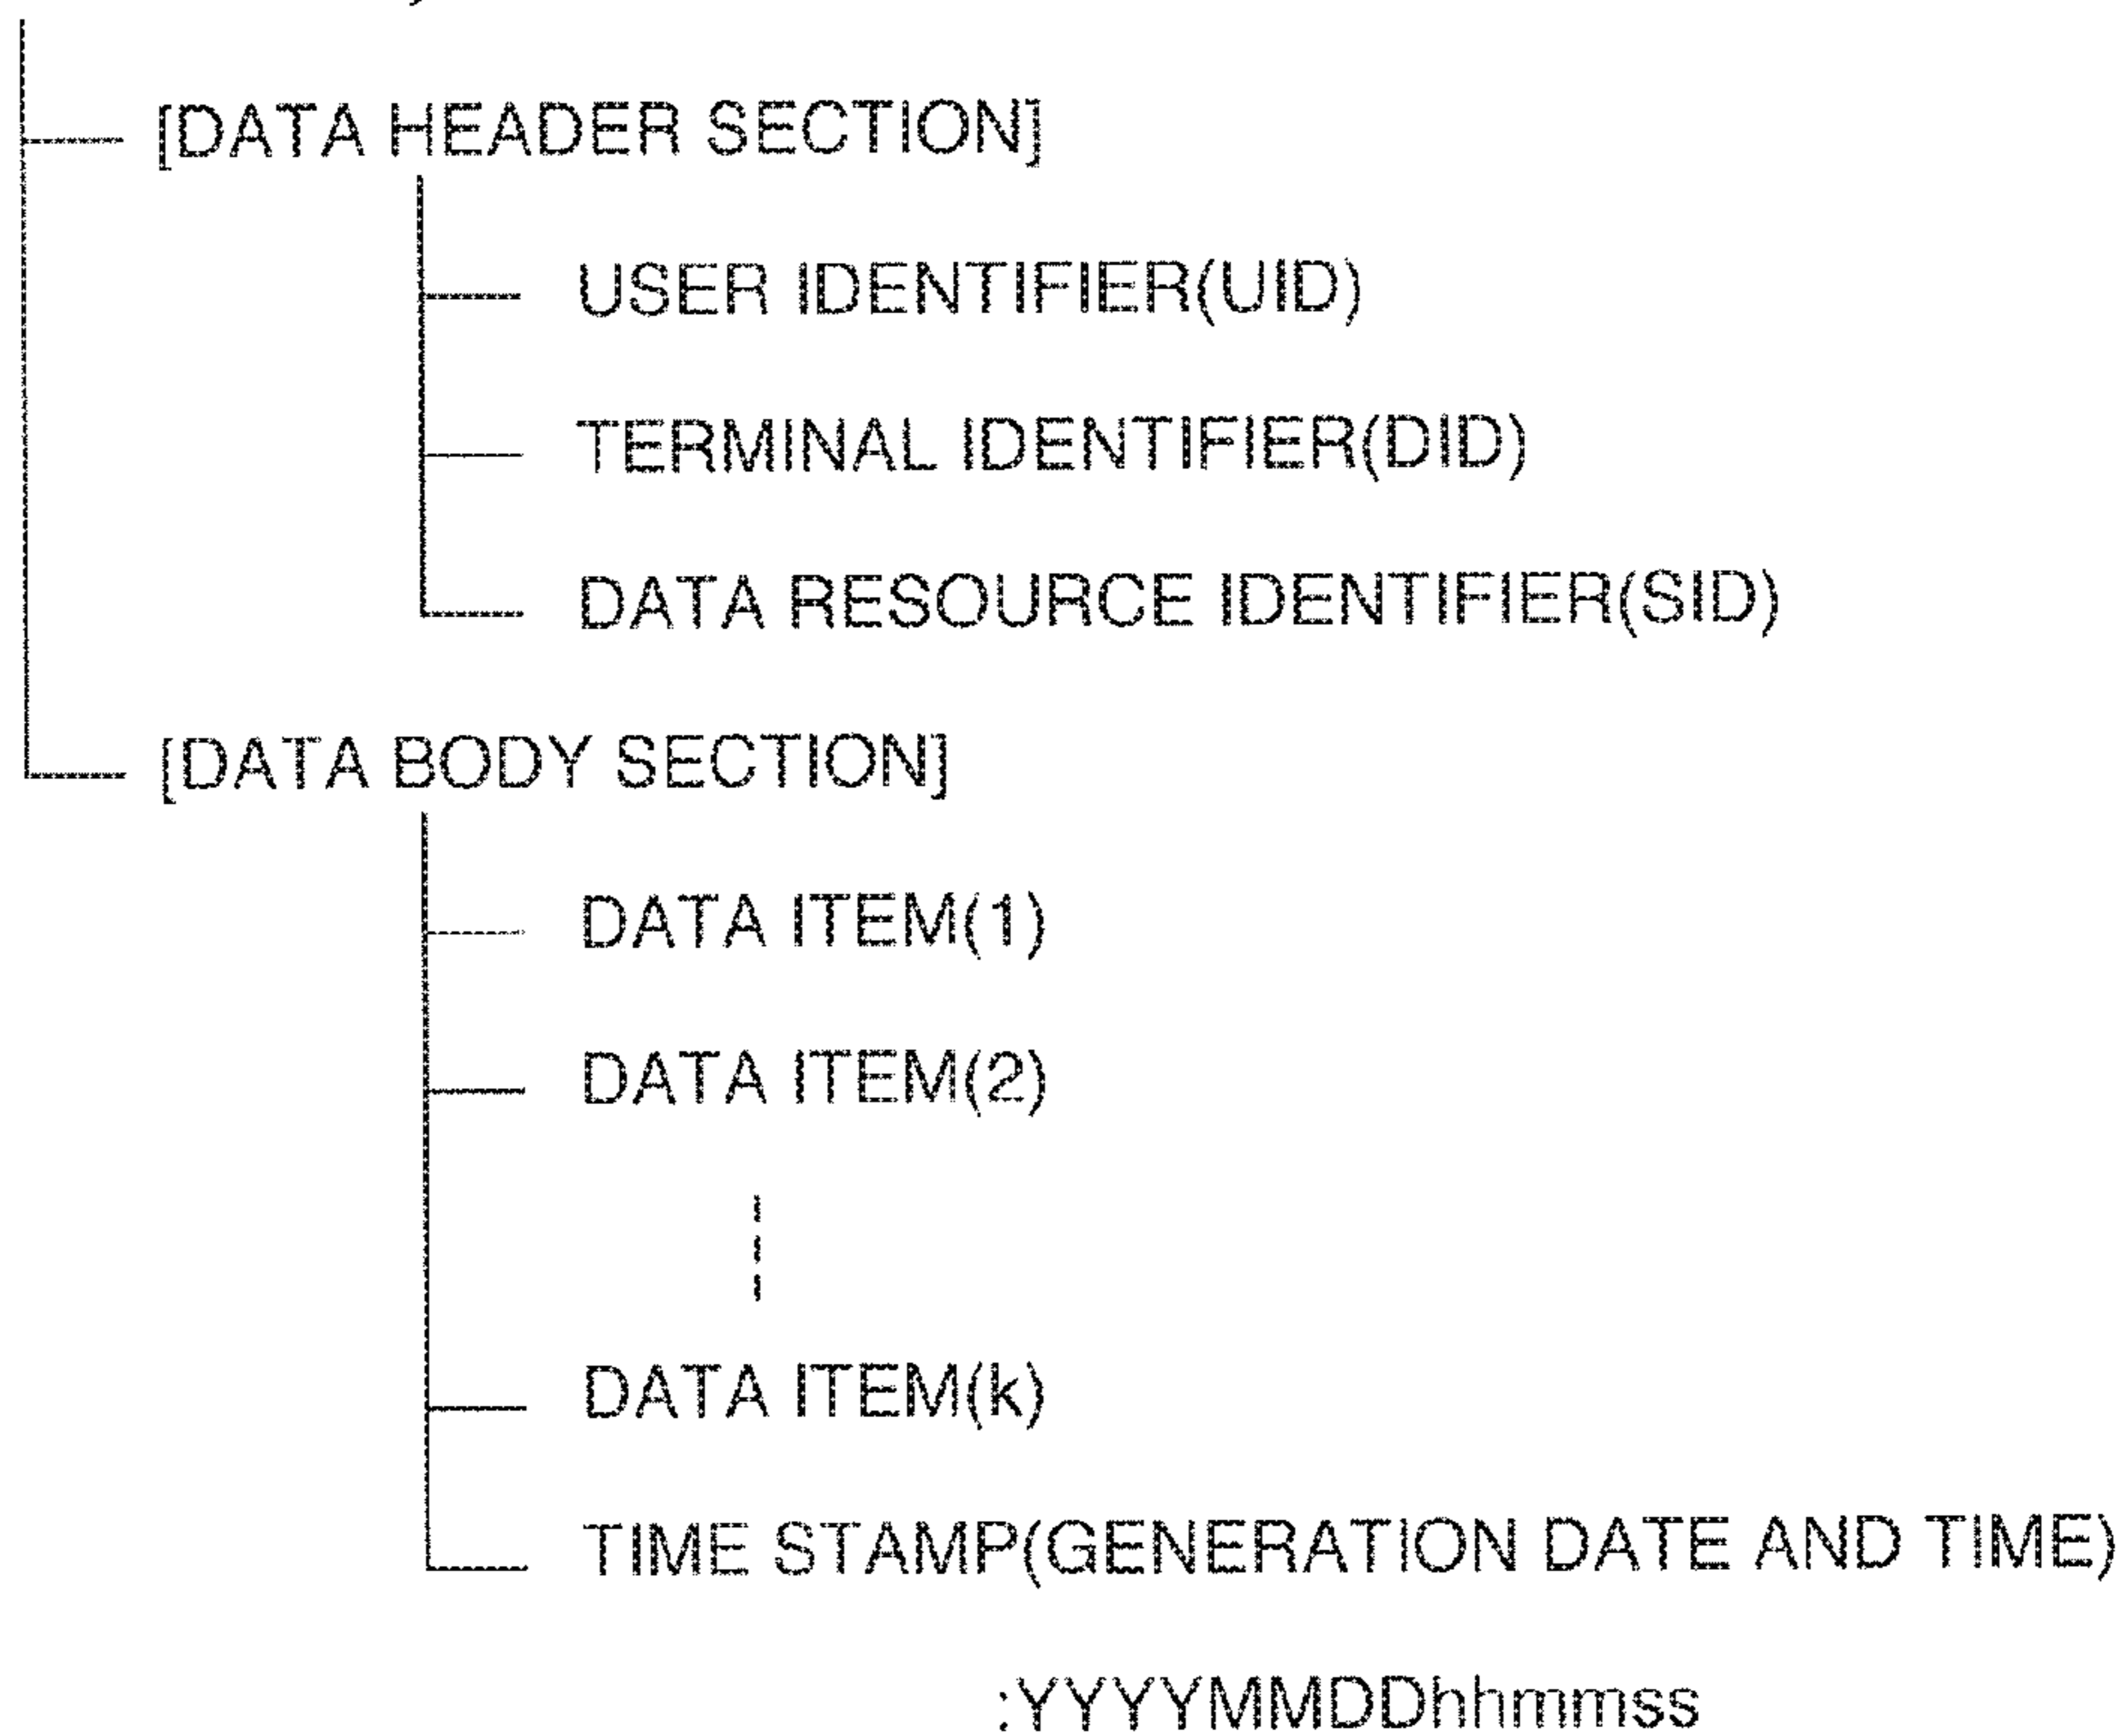 [DATA HEADER SECTION]
USER IDENTIFIER(UID)
TERMINAL IDENTIFIER(DID)
DATA RESOURCE IDENTIFIER(SID)
[DATA BODY SECTION]
DATA ITEM(1)
DATA ITEM(2)
DATA ITEM(k)
TIME STAMP(GENERATION DATE AND TIME)
:YYYYMMDDhhmmss